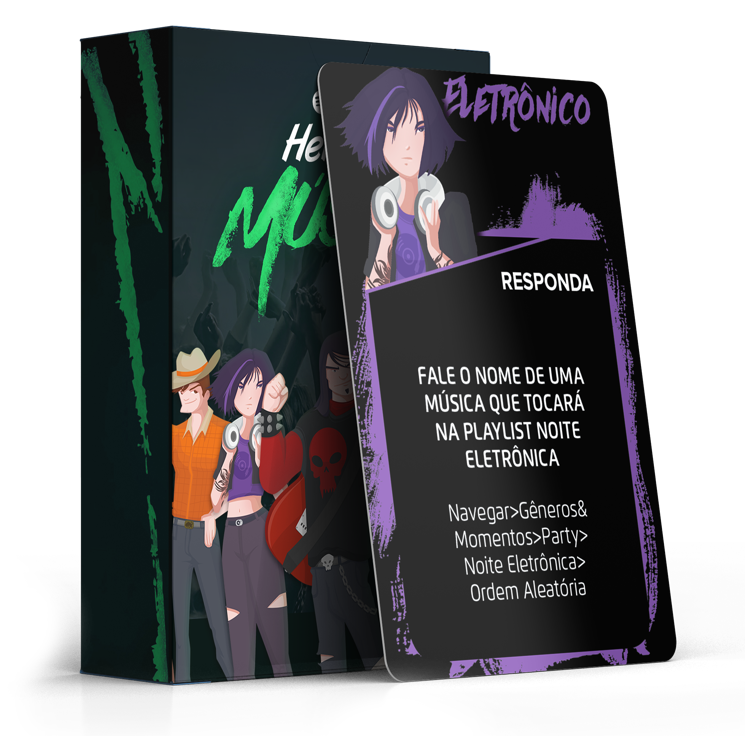 MÚ
ELETRÔNICO
RESPONDA
FALE O NOME DE UMA
MÚSICA QUE TOCARÁ
NA PLAYLIST NOITE
ELETRÔNICA
Navegar>Gêneros&
Momentos>Party>
Noite Eletrônica>
Ordem Aleatória